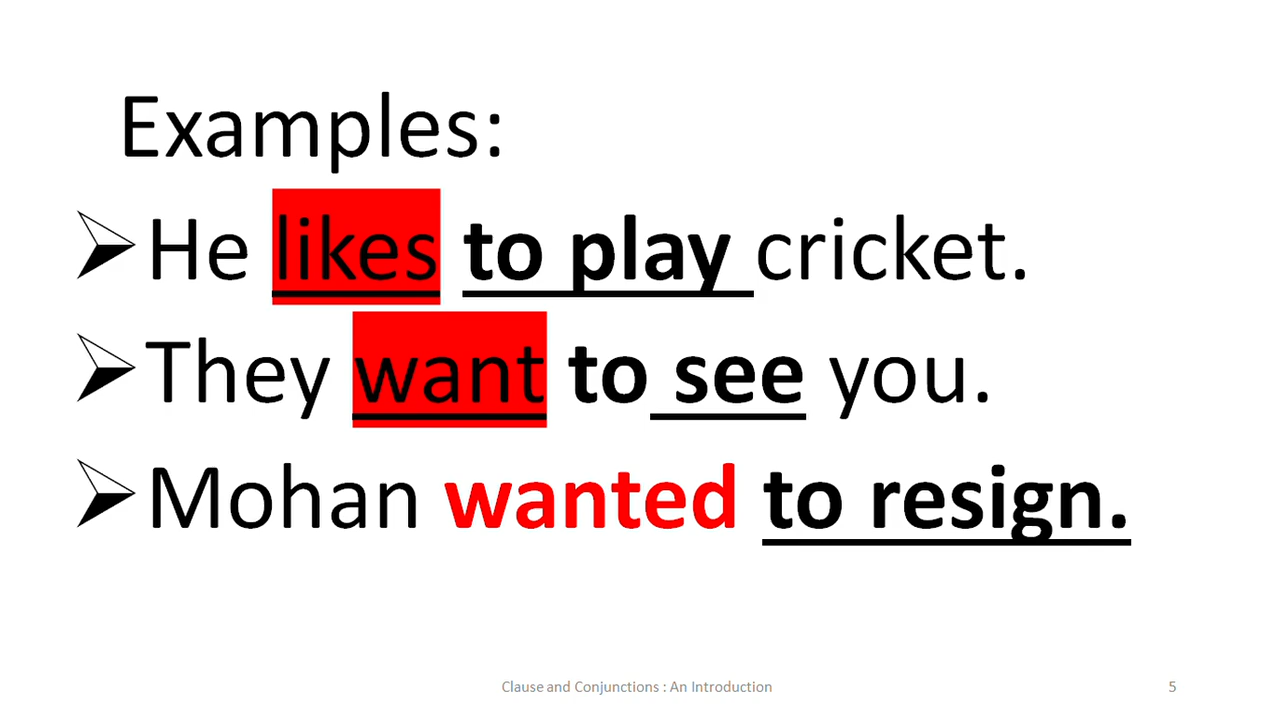 Examples:
➢He likes to play cricket.
➢They want to see you.
➢Mohan wanted to resign.
Clause and Conjunctions : An Introduction 5